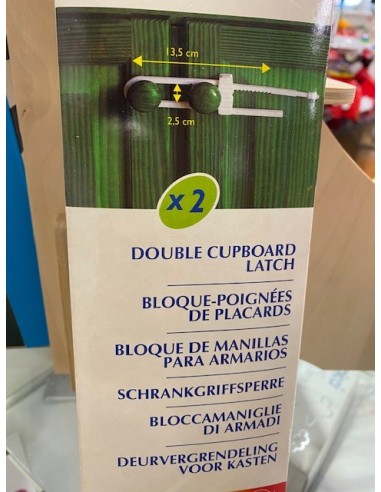 13,5 cm
2,5 cm
x 2
DOUBLE CUPBOARD
LATCH
BLOQUE-POIGNÉES
DE PLACARDS
BLOQUE DE MANILLAS
PARA ARMARIOS
SCHRANKGRIFFSPERRE
BLOCCAMANIGLIE
DI ARMADI
DEURVERGRENDELING
VOOR KASTEN